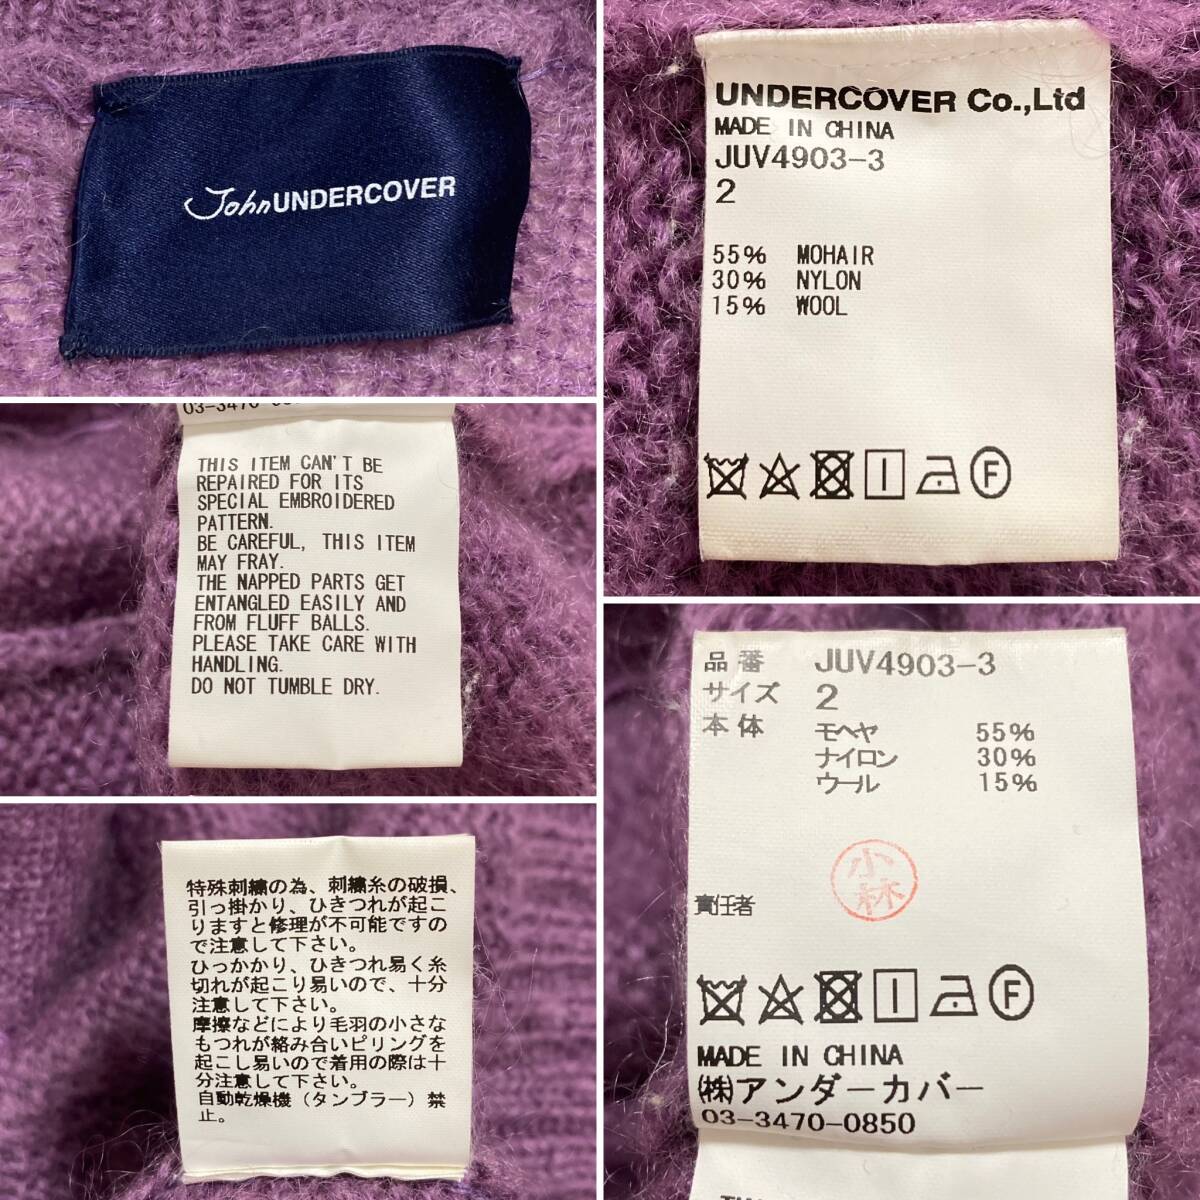 JohnUNDERCOVER
UNDERCOVER Co.,Ltd
MADE IN CHINA
JUV4903-3
2
55% MOHAIR
30% NYLON
15% WOOL
F
THIS ITEM CAN'T BE
REPAIRED FOR ITS
SPECIAL EMBROIDERED
PATTERN.
BE CAREFUL, THIS ITEM
MAY FRAY.
THE NAPPED PARTS GET
ENTANGLED EASILY AND
FROM FLUFF BALLS.
PLEASE TAKE CARE WITH
HANDLING.
DO NOT TUMBLE DRY.
品番 JUV4903-3
サイズ 2
本体 モヘヤ 55%
ナイロン 30%
ウール 15%
小林
責任者
F
MADE IN CHINA
(株)アンダーカバー
03-3470-0850
特殊刺繍の為、刺繍糸の破損、
引っ掛かり、ひきつれが起こ
りますと修理が不可能ですの
で注意して下さい。
ひっかかり、ひきつれ易く糸
切れが起こり易いので、十分
注意して下さい。
摩擦などにより毛羽の小さな
もつれが絡み合いピリングを
起こし易いので着用の際は十
分注意して下さい。
自動乾燥機（タンブラー）禁
止。